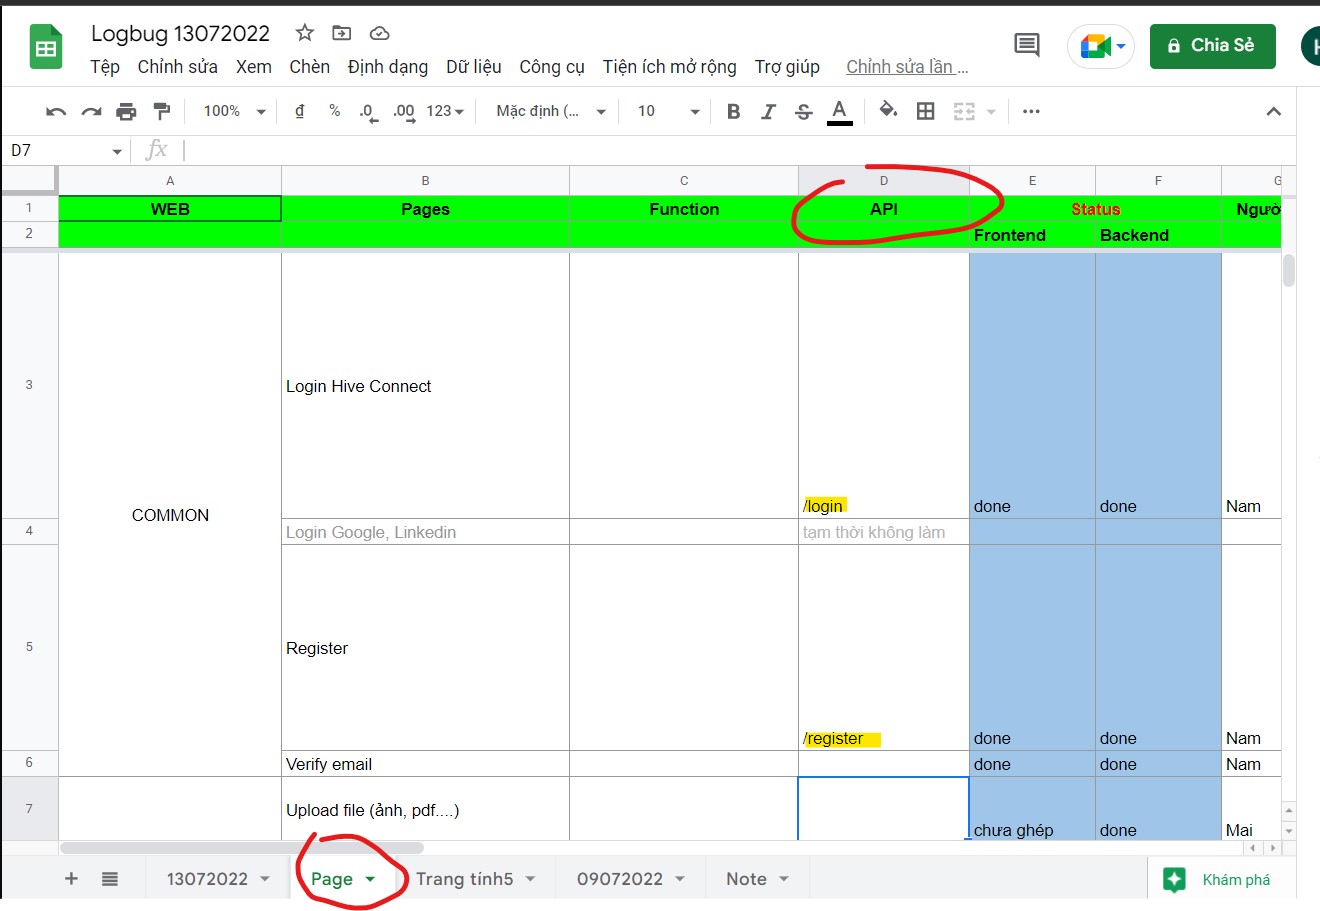 Logbug 13072022
Tệp Chỉnh sửa Xem Chèn Định dạng Dữ liệu Công cụ Tiện ích mở rộng Trợ giúp Chỉnh sửa lần ...
Chia Sẻ
100% ₫ % .0 .00 123 Mặc định (... 10 B I S A
D7 fx
A B C D E F G
1 WEB Pages Function API Status Ngườ
2 Frontend Backend
3 Login Hive Connect
/login done done Nam
COMMON
4 Login Google, Linkedin tạm thời không làm
5 Register
/register done done Nam
6 Verify email done done Nam
7 Upload file (ảnh, pdf....)
chưa ghép done Mai
13072022 Page Trang tính5 09072022 Note Khám phá